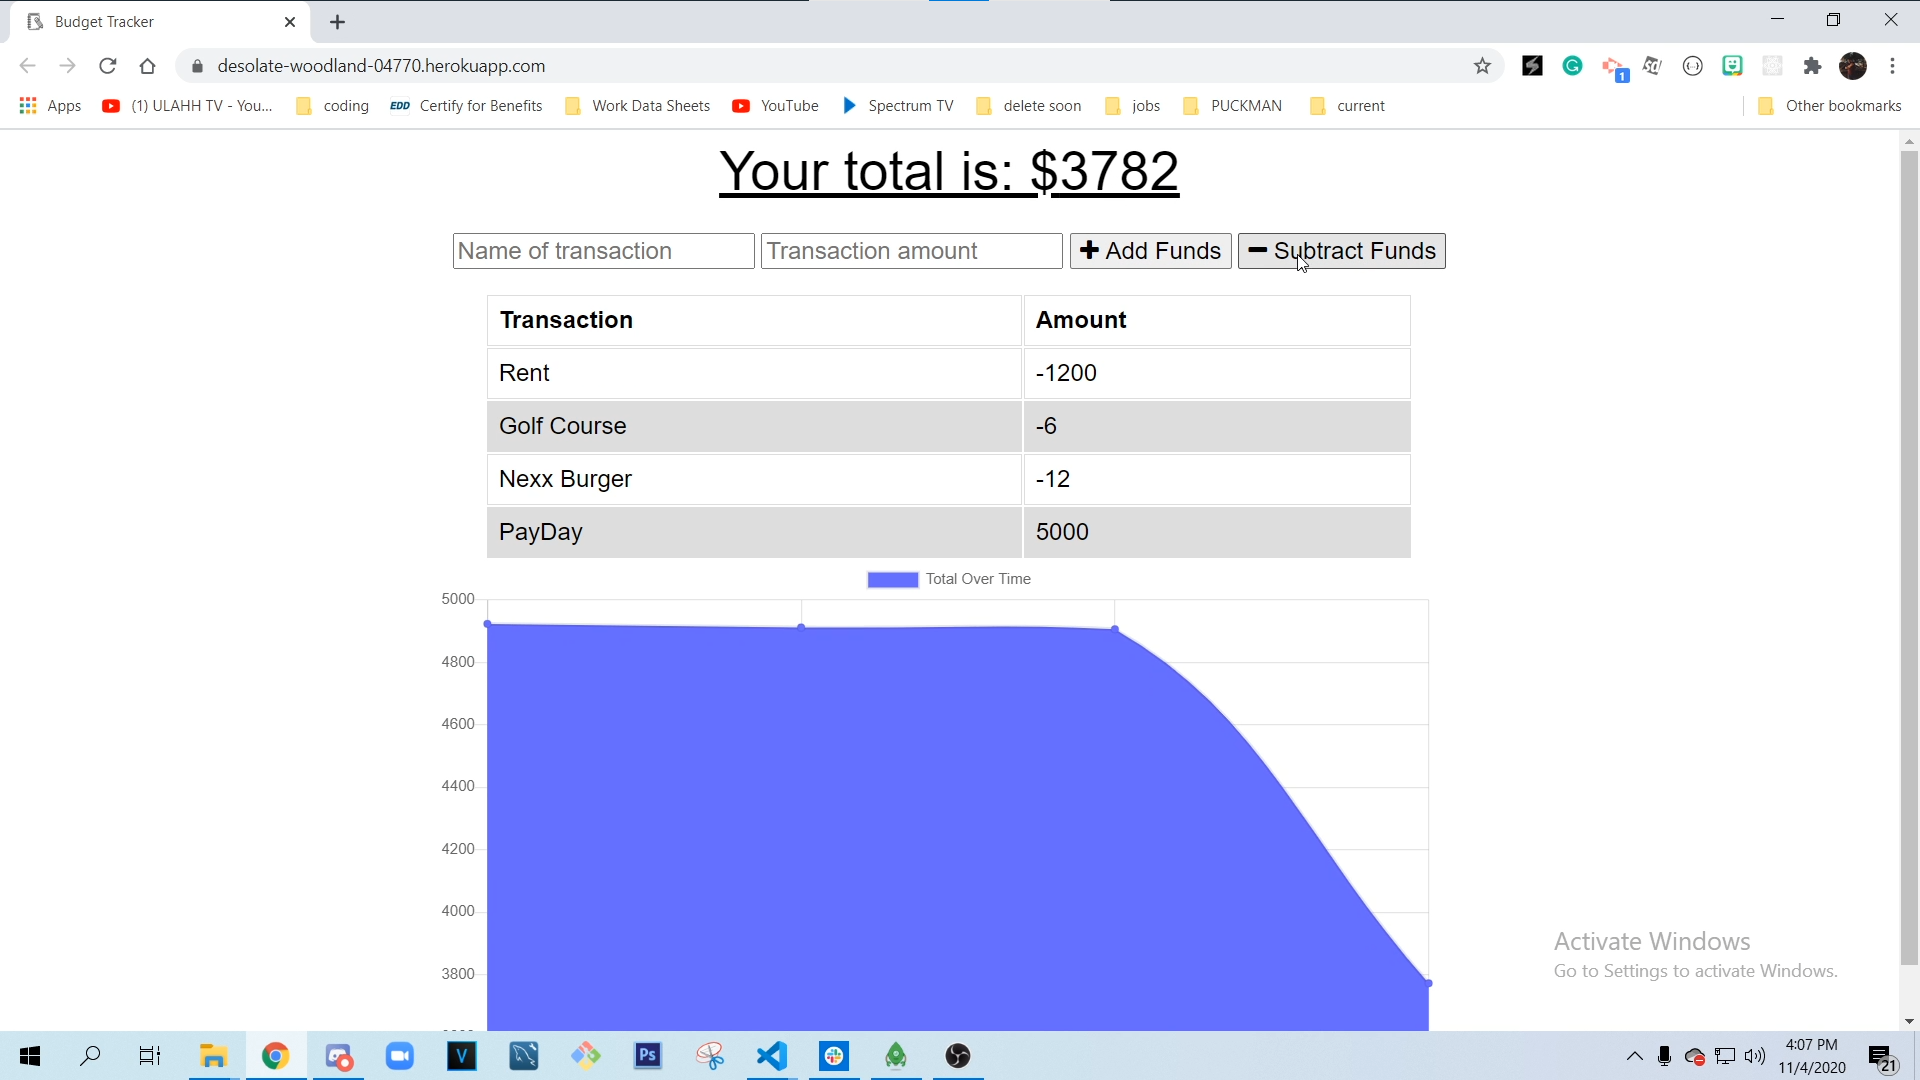 Budget Tracker
desolate-woodland-04770.herokuapp.com
1
Apps (1) ULAHH TV - You... coding EDD Certify for Benefits Work Data Sheets YouTube Spectrum TV delete soon jobs PUCKMAN current Other bookmarks
Your total is: $3782
Name of transaction Transaction amount Add Funds Subtract Funds
Transaction Amount
Rent -1200
Golf Course -6
Nexx Burger -12
PayDay 5000
Total Over Time
5000
4800
4600
4400
4200
4000
3800
Activate Windows
Go to Settings to activate Windows.
V Ps
4:07 PM
11/4/2020
21